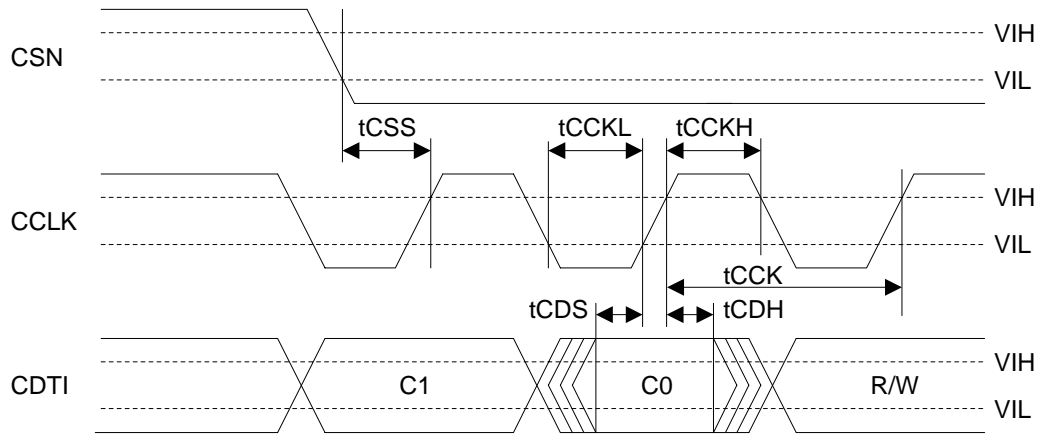 CSN
VIH
VIL
tCSS
tCCKL
tCCKH
CCLK
VIH
VIL
tCCK
tCDS
tCDH
CDTI
C1
C0
R/W
VIH
VIL